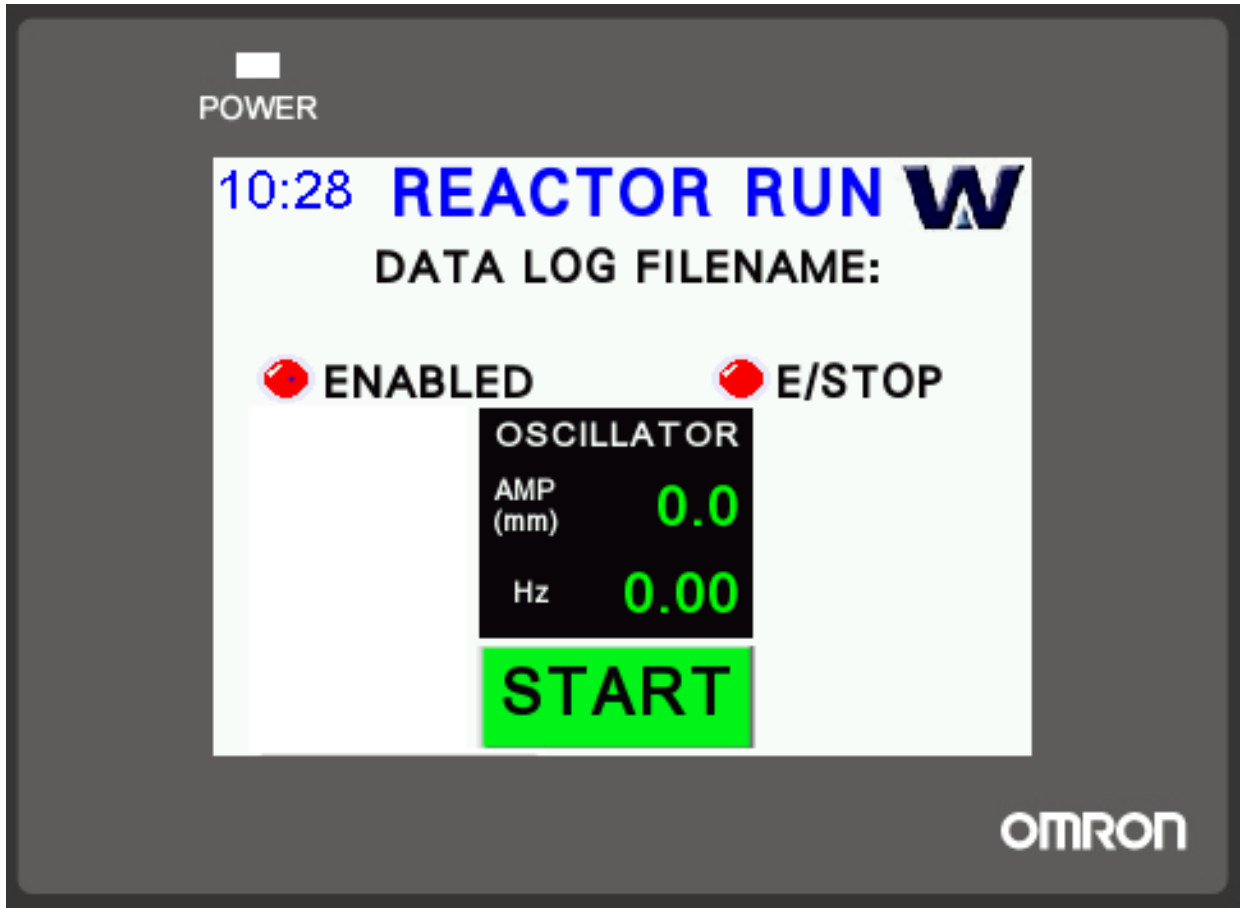 POWER
10:28 REACTOR RUN W
DATA LOG FILENAME:
ENABLED E/STOP
OSCILLATOR
AMP
(mm) 0.0
Hz 0.00
START
OMRON